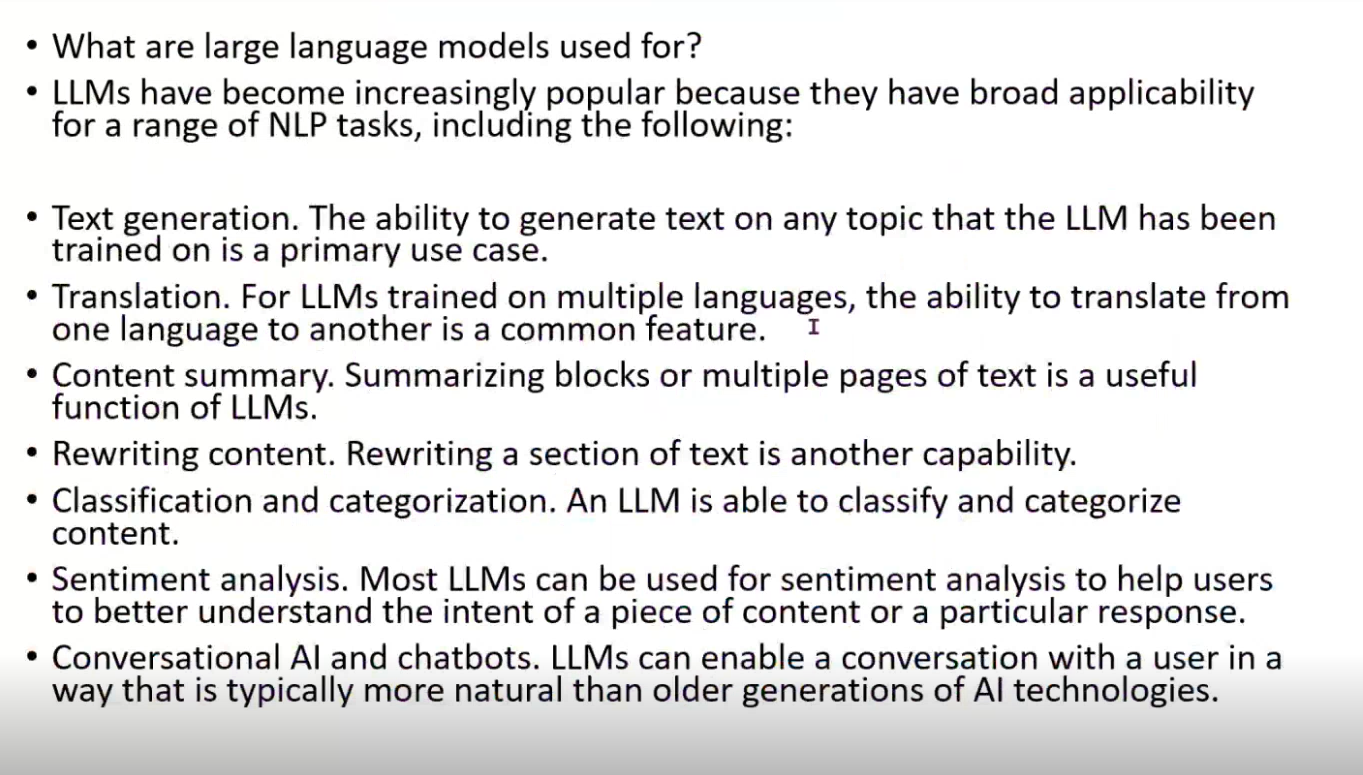 • What are large language models used for?
• LLMs have become increasingly popular because they have broad applicability
for a range of NLP tasks, including the following:
• Text generation. The ability to generate text on any topic that the LLM has been
trained on is a primary use case.
• Translation. For LLMs trained on multiple languages, the ability to translate from
one language to another is a common feature.
• Content summary. Summarizing blocks or multiple pages of text is a useful
function of LLMs.
• Rewriting content. Rewriting a section of text is another capability.
• Classification and categorization. An LLM is able to classify and categorize
content.
• Sentiment analysis. Most LLMs can be used for sentiment analysis to help users
to better understand the intent of a piece of content or a particular response.
• Conversational AI and chatbots. LLMs can enable a conversation with a user in a
way that is typically more natural than older generations of AI technologies.